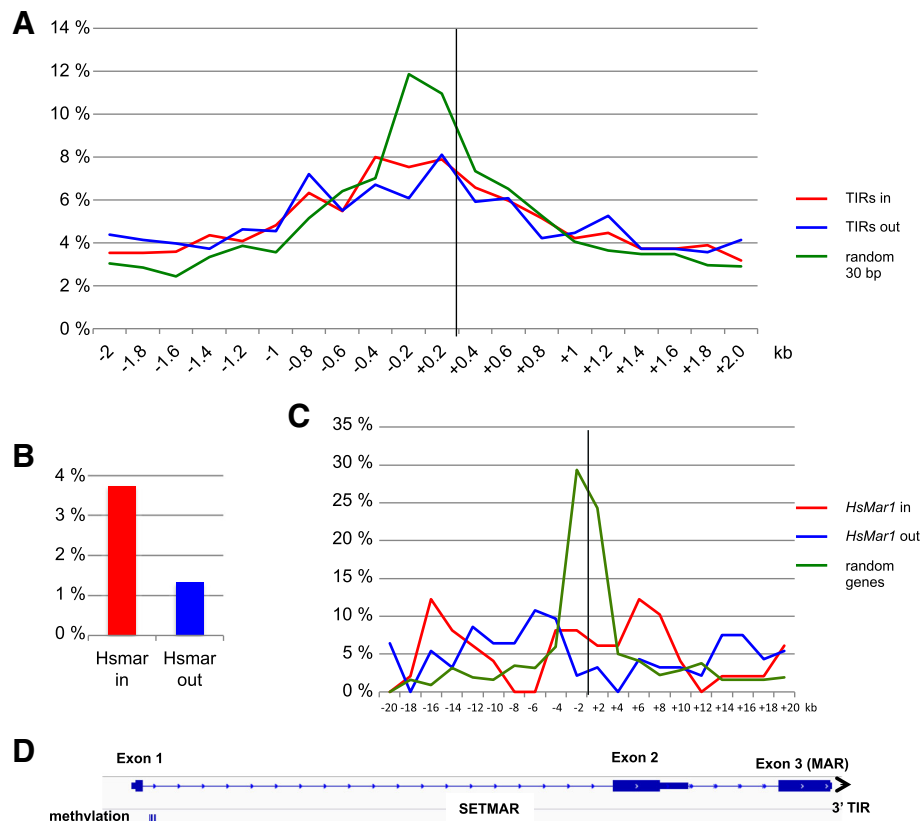 A
14 %
12 %
10 %
8 %
6 %
4 %
2 %
0 %
-2 -1.8 -1.6 -1.4 -1.2 -1 -0.8 -0.6 -0.4 -0.2 +0.2 +0.4 +0.6 +0.8 +1 +1.2 +1.4 +1.6 +1.8 +2.0 kb
TIRs in
TIRs out
random
30 bp
B
4 %
3 %
2 %
1 %
0 %
Hsmar
in
Hsmar
out
C
35 %
30 %
25 %
20 %
15 %
10 %
5 %
0 %
-20 -18 -16 -14 -12 -10 -8 -6 -4 -2 +2 +4 +6 +8 +10 +12 +14 +16 +18 +20 kb
HsMar1 in
HsMar1 out
random
genes
D
Exon 1
Exon 2
Exon 3 (MAR)
SETMAR
3' TIR
methylation